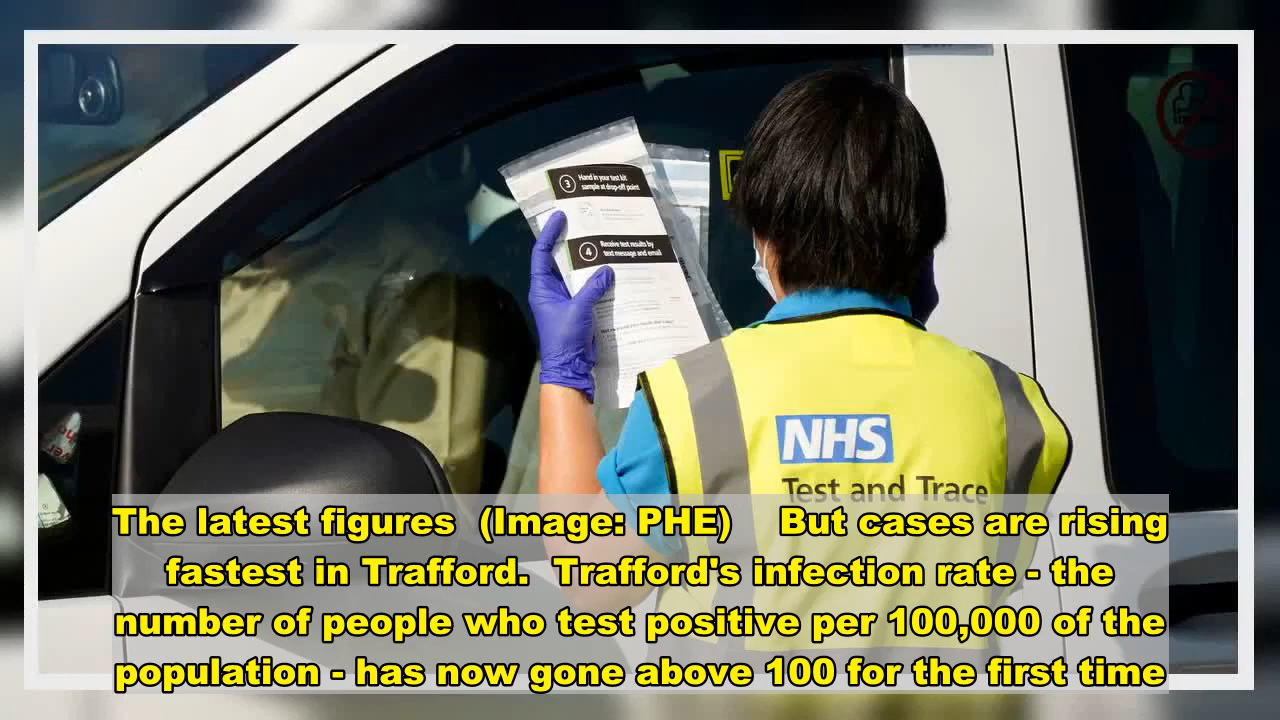 3 Hand in your test kit
sample at drop-off point
4 Receive test results by
text message and email
NHS
Test and Trace
The latest figures (Image: PHE) But cases are rising
fastest in Trafford. Trafford's infection rate - the
number of people who test positive per 100,000 of the
population - has now gone above 100 for the first time